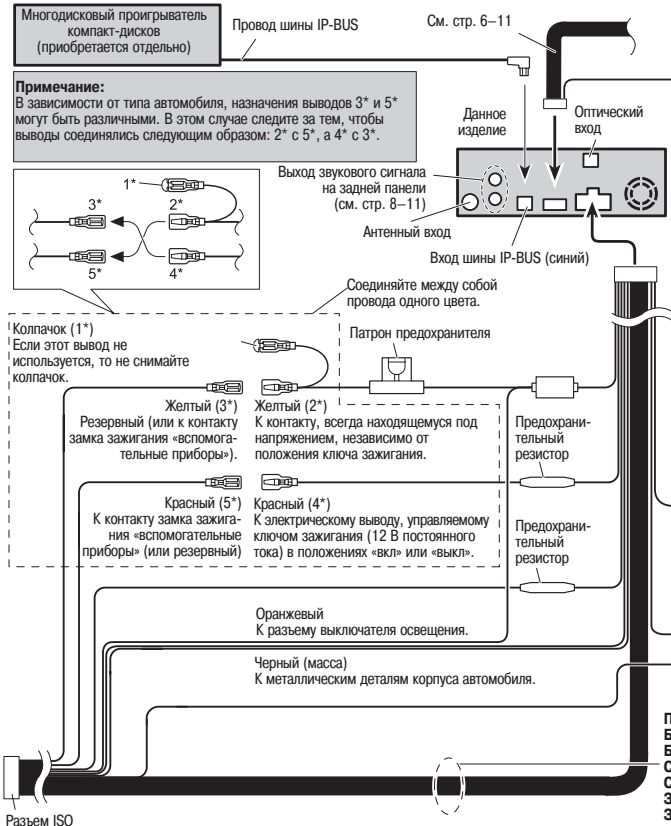 Многодисковый проигрыватель
компакт-дисков
(приобретается отдельно)
Провод шины IP-BUS
См. стр. 6–11
Примечание:
В зависимости от типа автомобиля, назначения выводов 3* и 5*
могут быть различными. В этом случае следите за тем, чтобы
выводы соединялись следующим образом: 2* с 5*, а 4* с 3*.
Данное
изделие
Оптический
вход
Выход звукового сигнала
на задней панели
(см. стр. 8–11)
Антенный вход
Вход шины IP-BUS (синий)
1*
3*
2*
5*
4*
Соединяйте между собой
провода одного цвета.
Колпачок (1*)
Если этот вывод не
используется, то не снимайте
колпачок.
Патрон предохранителя
Желтый (3*)
Резервный (или к контакту
замка зажигания «вспомога-
тельные приборы»).
Желтый (2*)
К контакту, всегда находящемуся под
напряжением, независимо от
положения ключа зажигания.
Предохрани-
тельный
резистор
Красный (5*)
К контакту замка зажига-
ния «вспомогательные
приборы» (или резервный)
Красный (4*)
К электрическому выводу, управляемому
ключом зажигания (12 В постоянного
тока) в положениях «вкл» или «выкл».
Предохрани-
тельный
резистор
Оранжевый
К разъему выключателя освещения.
Черный (масса)
К металлическим деталям корпуса автомобиля.
П
Б
Б
С
С
З
З
Разъем ISO